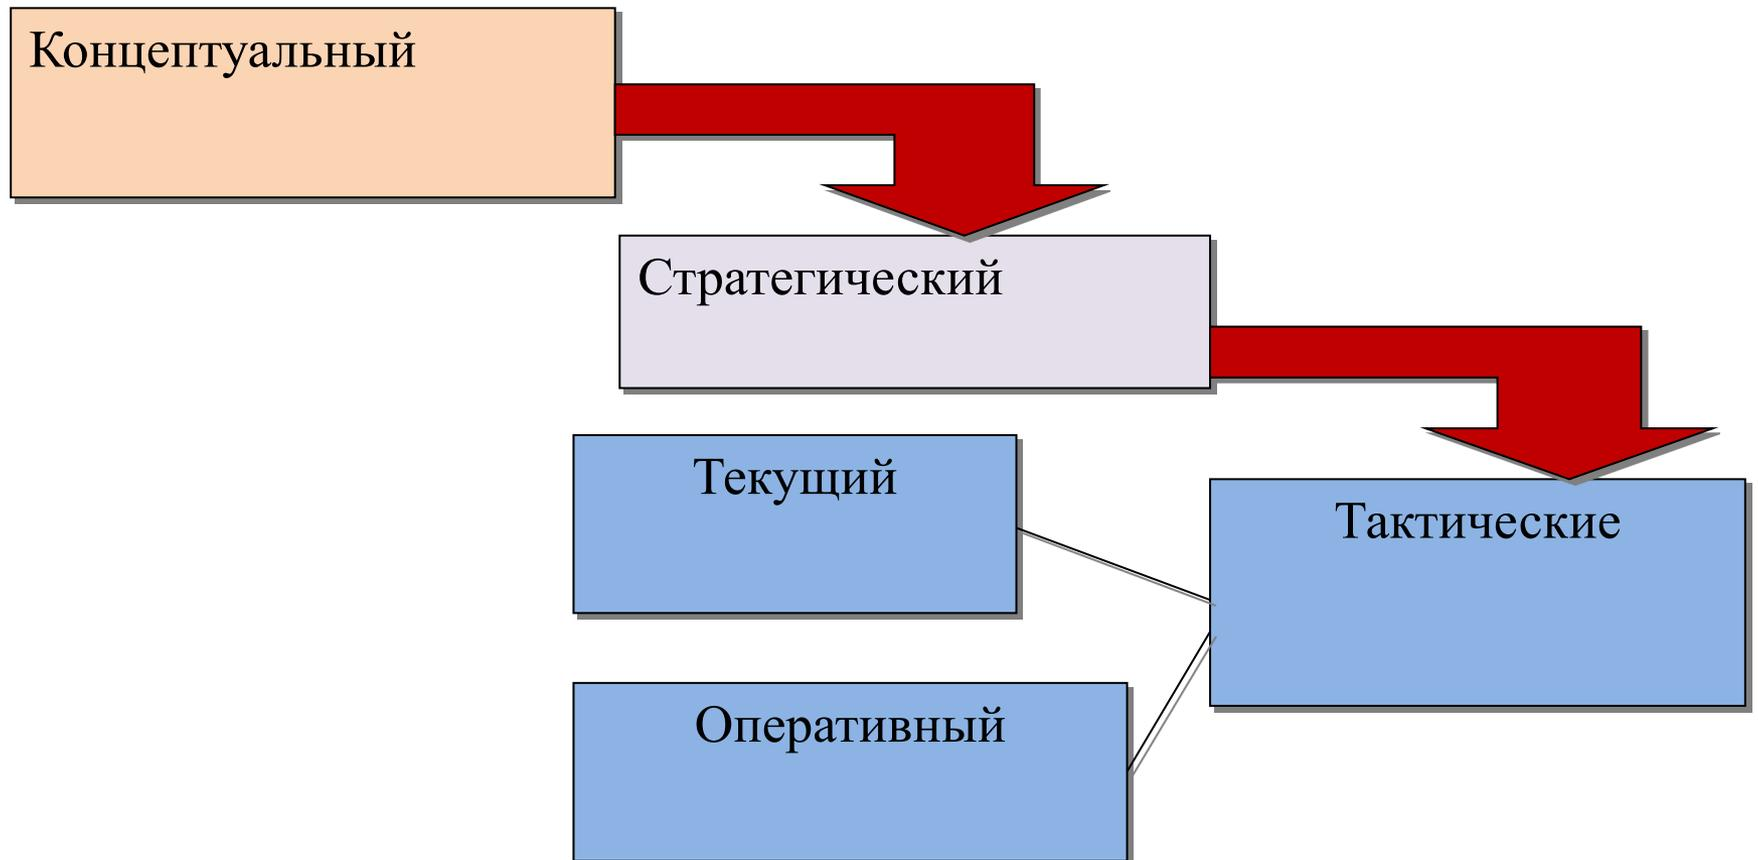 Концептуальный
Стратегический
Текущий
Тактические
Оперативный